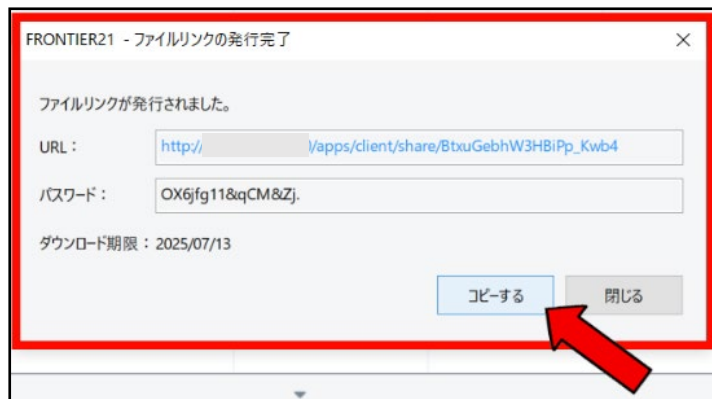 FRONTIER21 - ファイルリンクの発行完了
ファイルリンクが発行されました。
URL： http:// /apps/client/share/BtxuGebhW3HBiPp_Kwb4
パスワード： OX6jfg11&qCM&Zj.
ダウンロード期限： 2025/07/13
コピーする 閉じる